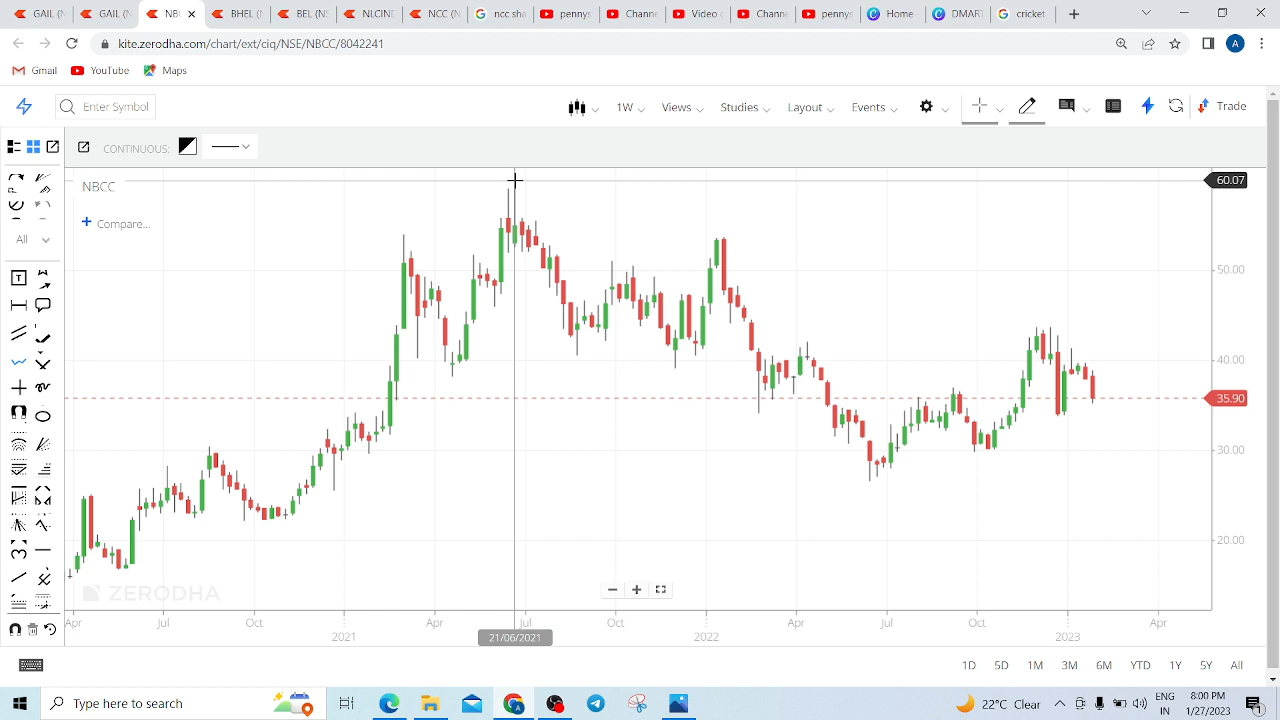 GAIL (
GAIL (
NBC
BHEL (
BEL (NS
NLCIND
NCC (N
ncc sha
pennys
Channe
Video c
Channe
pennys
Home
DMART
cricket
kite.zerodha.com/chart/ext/ciq/NSE/NBCC/8042241
A
Gmail
YouTube
Maps
Enter Symbol
1W
Views
Studies
Layout
Events
Trade
CONTINUOUS:
NBCC
Compare...
All
60.07
50.00
40.00
35.90
30.00
20.00
ZERODHA
Apr
Jul
Oct
2021
Apr
Jul
Oct
2022
Apr
Jul
Oct
2023
Apr
21/06/2021
1D
5D
1M
3M
6M
YTD
1Y
5Y
All
Type here to search
22°C Clear
ENG
IN
8:00 PM
1/27/2023